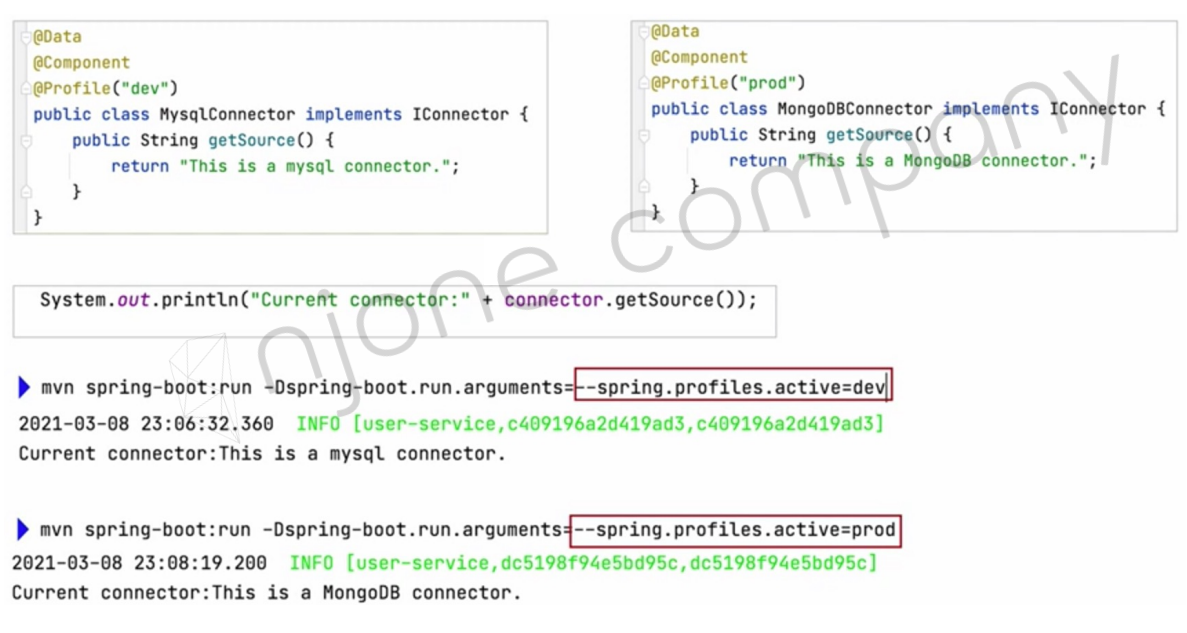 @Data
@Component
@Profile("dev")
public class MysqlConnector implements IConnector {
public String getSource() {
return "This is a mysql connector.";
}
}
@Data
@Component
@Profile("prod")
public class MongoDBConnector implements IConnector {
public String getSource() {
return "This is a MongoDB connector.";
}
}
System.out.println("Current connector:" + connector.getSource());
mvn spring-boot:run -Dspring-boot.run.arguments=--spring.profiles.active=dev
2021-03-08 23:06:32.360 INFO [user-service,c409196a2d419ad3,c409196a2d419ad3]
Current connector:This is a mysql connector.
mvn spring-boot:run -Dspring-boot.run.arguments=--spring.profiles.active=prod
2021-03-08 23:08:19.200 INFO [user-service,dc5198f94e5bd95c,dc5198f94e5bd95c]
Current connector:This is a MongoDB connector.
njone company